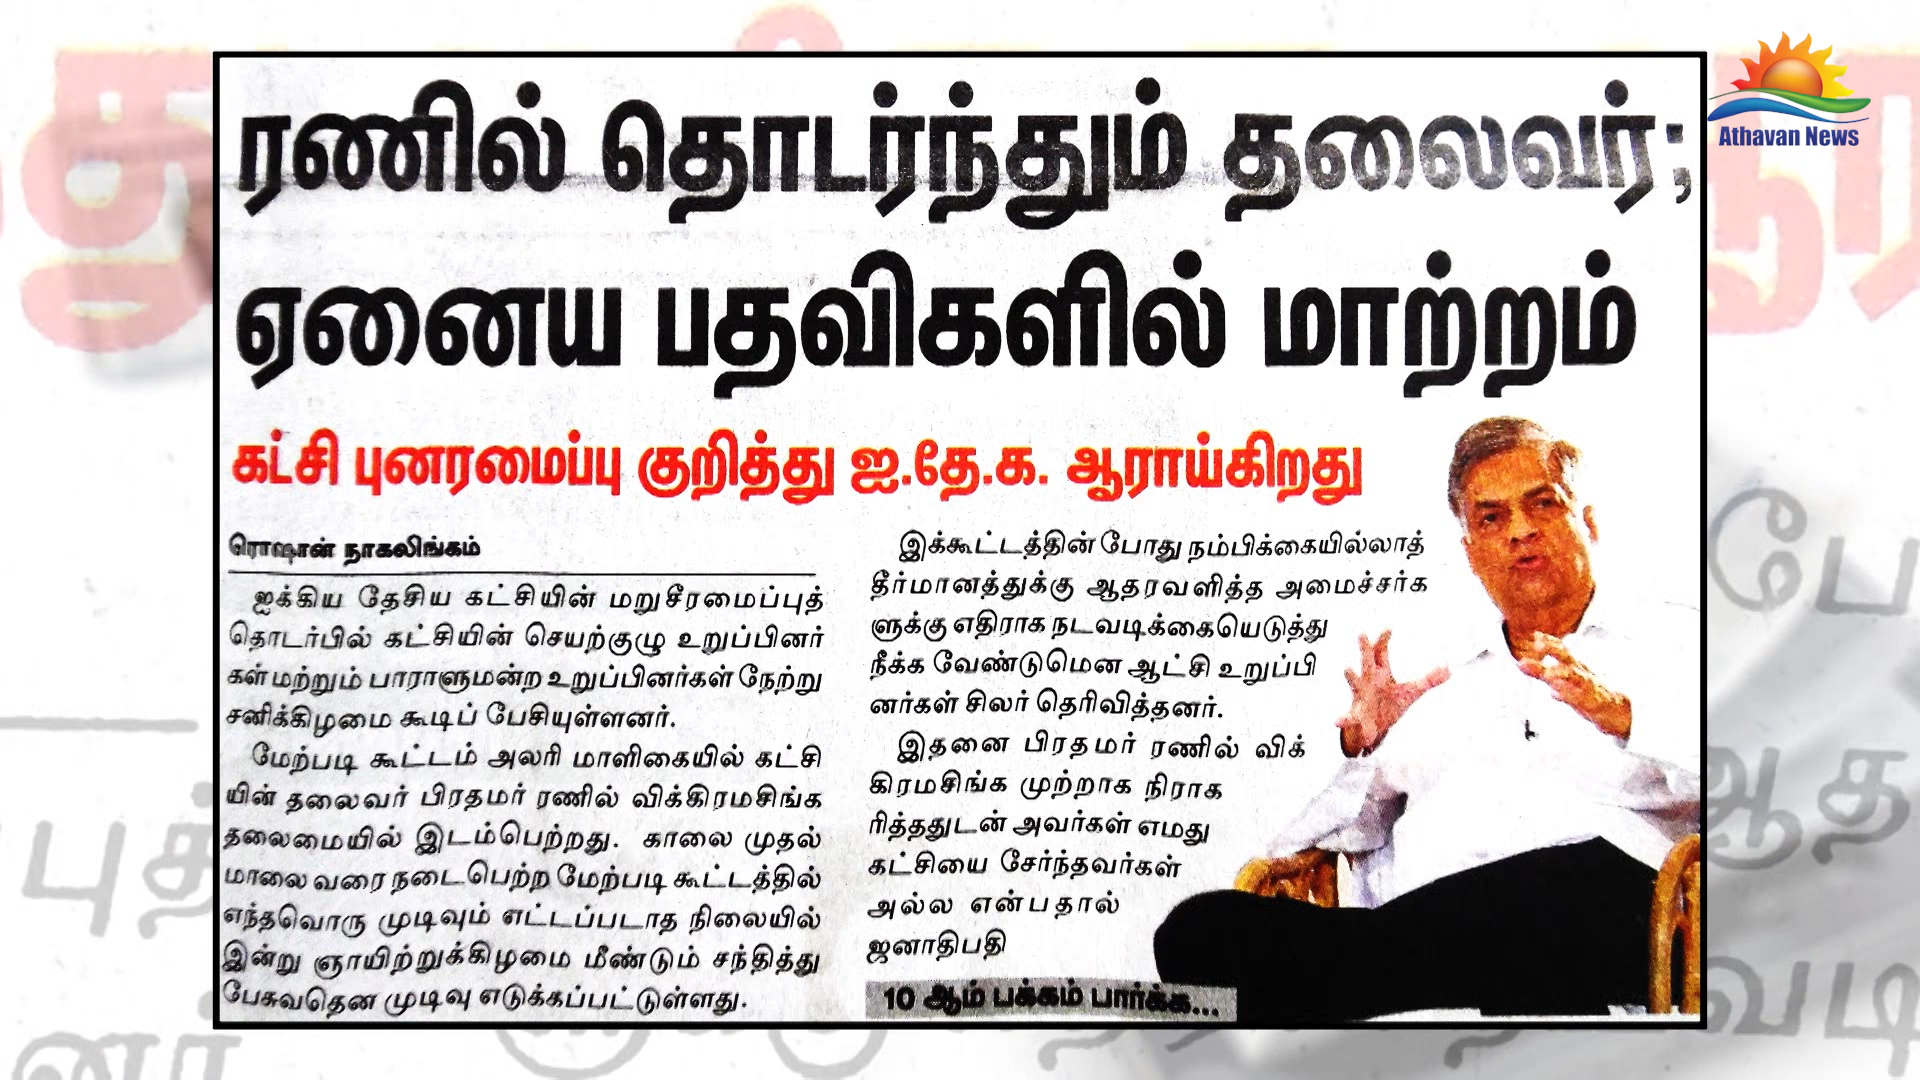 ரணில் தொடர்ந்தும் தலைவர்;
ஏனைய பதவிகளில் மாற்றம்
கட்சி புனரமைப்பு குறித்து ஐ.தே.க. ஆராய்கிறது
ரொஷான் நாகலிங்கம்
ஐக்கிய தேசிய கட்சியின் மறுசீரமைப்புத்
தொடர்பில் கட்சியின் செயற்குழு உறுப்பினர்
கள் மற்றும் பாராளுமன்ற உறுப்பினர்கள் நேற்று
சனிக்கிழமை கூடிப் பேசியுள்ளனர்.
மேற்படி கூட்டம் அலரி மாளிகையில் கட்சி
யின் தலைவர் பிரதமர் ரணில் விக்கிரமசிங்க
தலைமையில் இடம்பெற்றது. காலை முதல்
மாலை வரை நடைபெற்ற மேற்படி கூட்டத்தில்
எந்தவொரு முடிவும் எட்டப்படாத நிலையில்
இன்று ஞாயிற்றுக்கிழமை மீண்டும் சந்தித்து
பேசுவதென முடிவு எடுக்கப்பட்டுள்ளது.
இக்கூட்டத்தின் போது நம்பிக்கையில்லாத்
தீர்மானத்துக்கு ஆதரவளித்த அமைச்சர்க
ளுக்கு எதிராக நடவடிக்கையெடுத்து
நீக்க வேண்டுமென ஆட்சி உறுப்பி
னர்கள் சிலர் தெரிவித்தனர்.
இதனை பிரதமர் ரணில் விக்
கிரமசிங்க முற்றாக நிராக
ரித்ததுடன் அவர்கள் எமது
கட்சியை சேர்ந்தவர்கள்
அல்ல என்பதால்
ஜனாதிபதி
10 ஆம் பக்கம் பார்க்க...
Athavan News